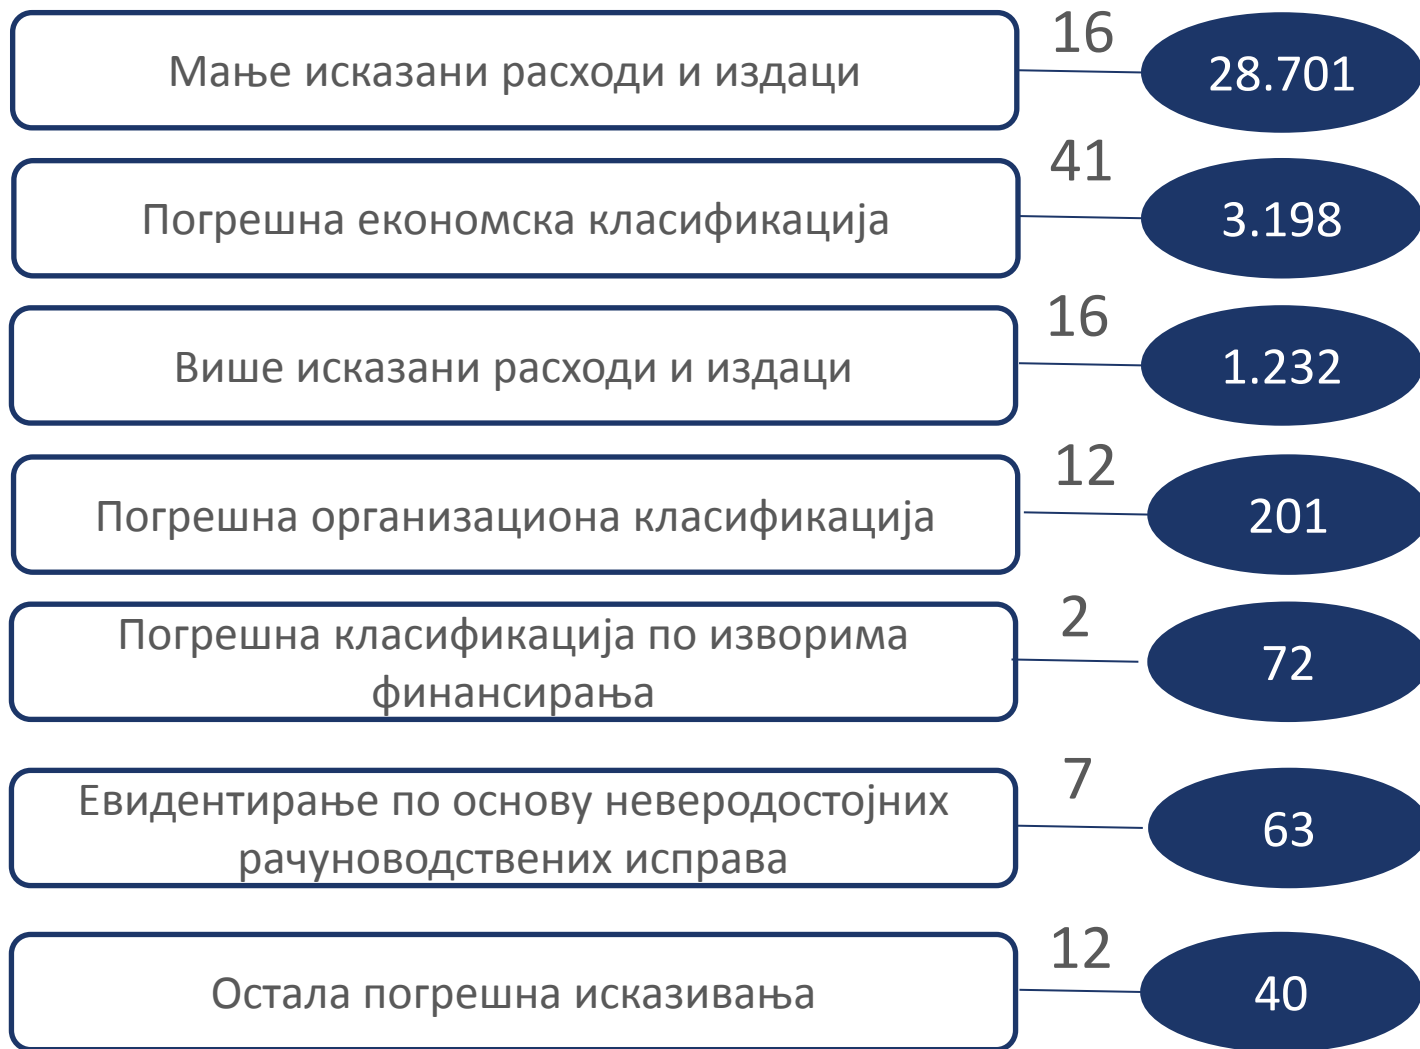 Мање исказани расходи и издаци
16
28.701
Погрешна економска класификација
41
3.198
Више исказани расходи и издаци
16
1.232
Погрешна организациона класификација
12
201
Погрешна класификација по изворима
финансирања
2
72
Евидентирање по основу неверодостојних
рачуноводствених исправа
7
63
Остала погрешна исказивања
12
40